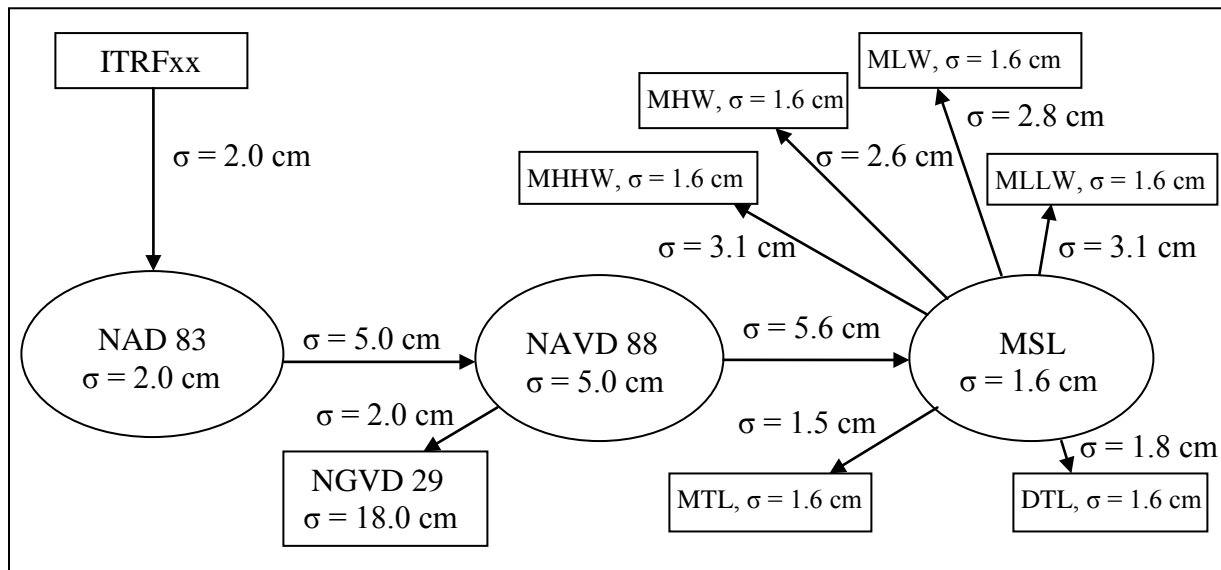 ITRFxx
σ = 2.0 cm
NAD 83
σ = 2.0 cm
σ = 5.0 cm
NAVD 88
σ = 5.0 cm
σ = 2.0 cm
NGVD 29
σ = 18.0 cm
σ = 5.6 cm
MSL
σ = 1.6 cm
MHHW, σ = 1.6 cm
σ = 3.1 cm
MHW, σ = 1.6 cm
σ = 2.6 cm
MLW, σ = 1.6 cm
σ = 2.8 cm
MLLW, σ = 1.6 cm
σ = 3.1 cm
σ = 1.5 cm
MTL, σ = 1.6 cm
σ = 1.8 cm
DTL, σ = 1.6 cm